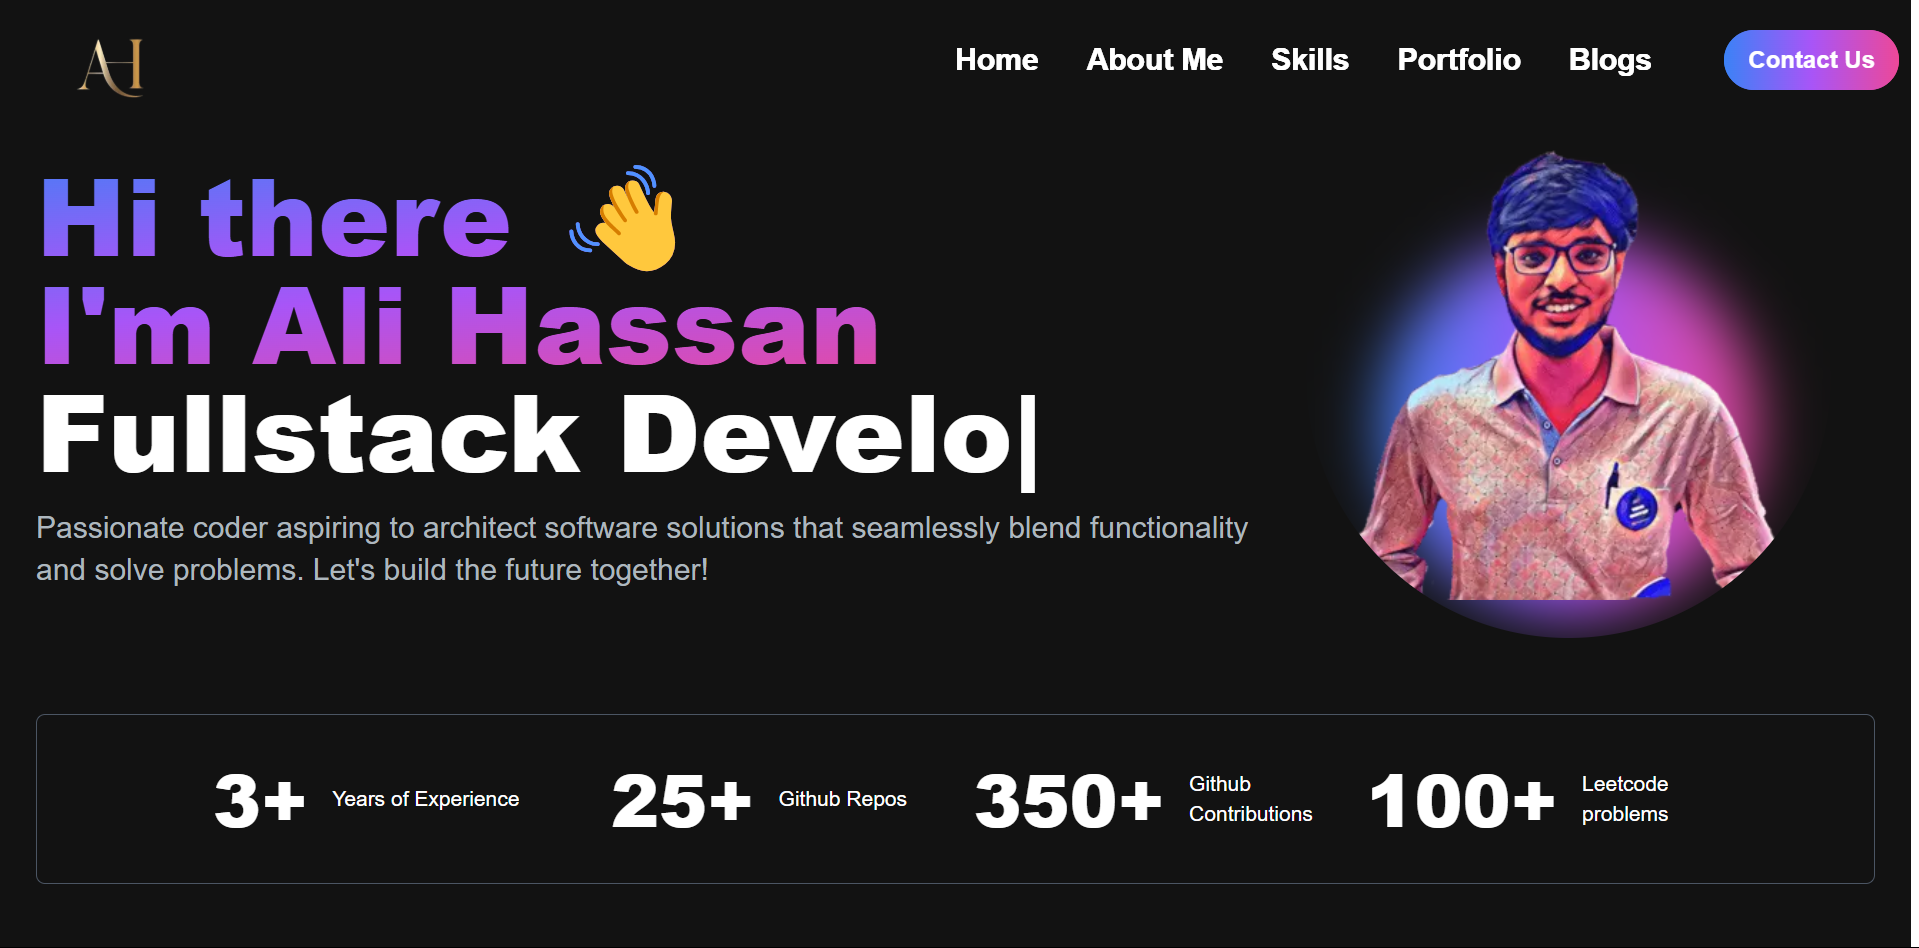 AH
Home About Me Skills Portfolio Blogs Contact Us
Hi there 👋
I'm Ali Hassan
Fullstack Develo|
Passionate coder aspiring to architect software solutions that seamlessly blend functionality
and solve problems. Let's build the future together!
3+ Years of Experience
25+ Github Repos
350+ Github
Contributions
100+ Leetcode
problems